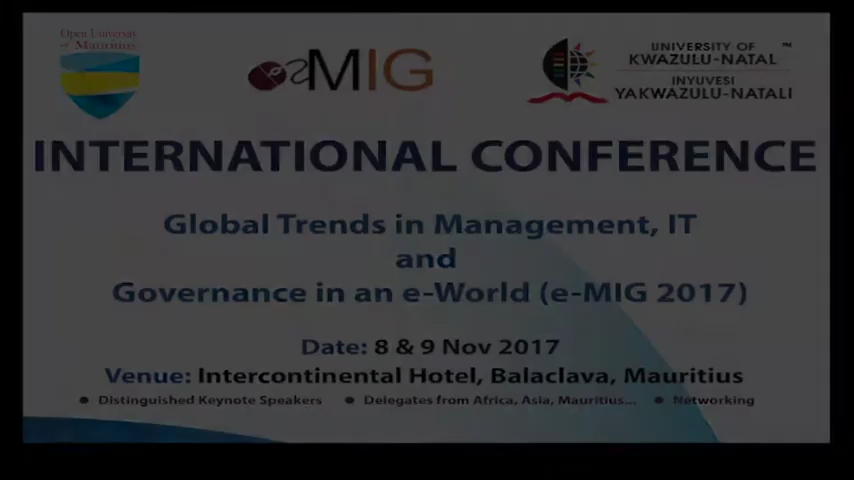 Open University
of Mauritius
eMIG
UNIVERSITY OF
KWAZULU-NATAL ™
INYUVESI
YAKWAZULU-NATALI
INTERNATIONAL CONFERENCE
Global Trends in Management, IT
and
Governance in an e-World (e-MIG 2017)
Date: 8 & 9 Nov 2017
Venue: Intercontinental Hotel, Balaclava, Mauritius
● Distinguished Keynote Speakers ● Delegates from Africa, Asia, Mauritius... ● Networking